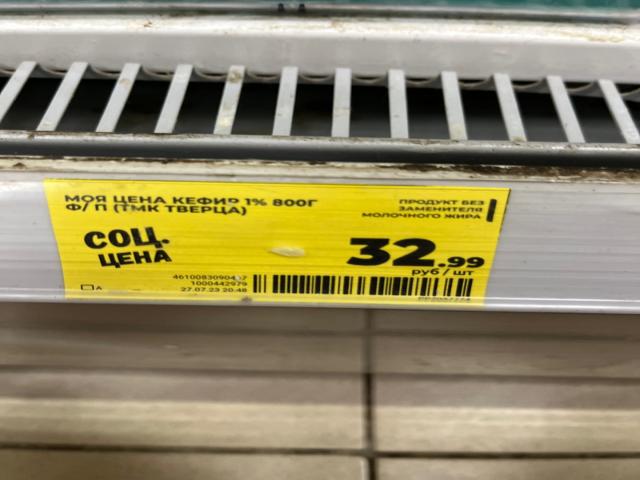 МОЯ ЦЕНА КЕФИР 1% 800Г
Ф/ П (ТМК ТВЕРЦА)
ПРОДУКТ БЕЗ
ЗАМЕНИТЕЛЯ
МОЛОЧНОГО ЖИРА
СОЦ.
ЦЕНА
32.99
руб / шт
1000442979
27.07.23 20:48
А